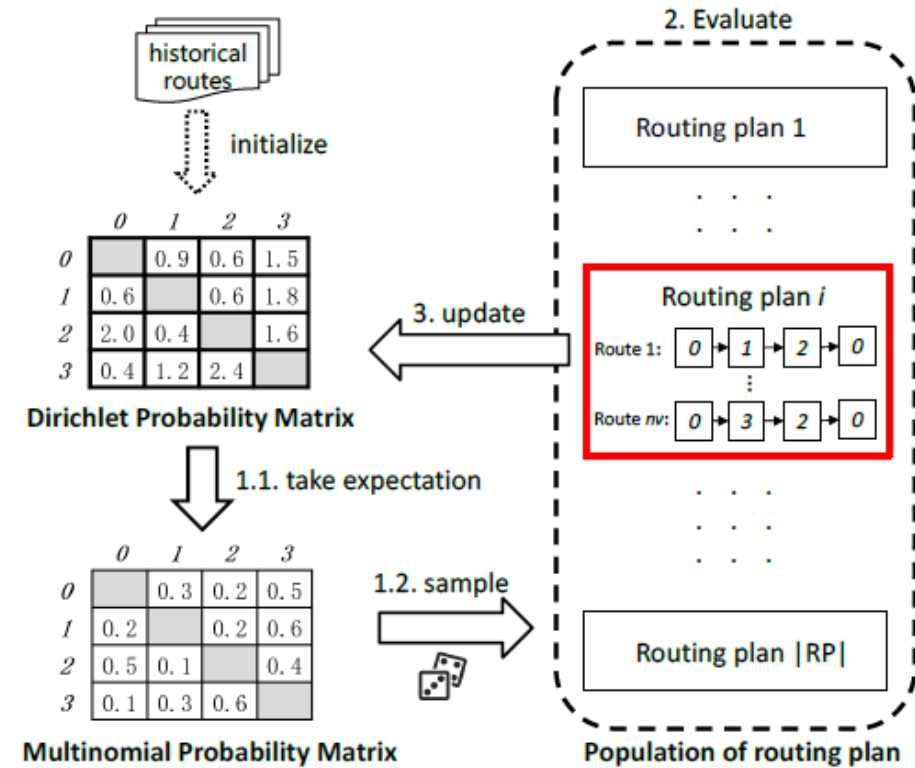 historical
routes
initialize
0 1 2 3
0 0.9 0.6 1.5
1 0.6 0.6 1.8
2 2.0 0.4 1.6
3 0.4 1.2 2.4
Dirichlet Probability Matrix
1.1. take expectation
0 1 2 3
0 0.3 0.2 0.5
1 0.2 0.2 0.6
2 0.5 0.1 0.4
3 0.1 0.3 0.6
Multinomial Probability Matrix
1.2. sample
2. Evaluate
Routing plan 1
. . .
. . .
Routing plan i
Route 1: 0 1 2 0
⋮
Route nv: 0 3 2 0
. . .
. . .
. . .
Routing plan |RP|
Population of routing plan
3. update